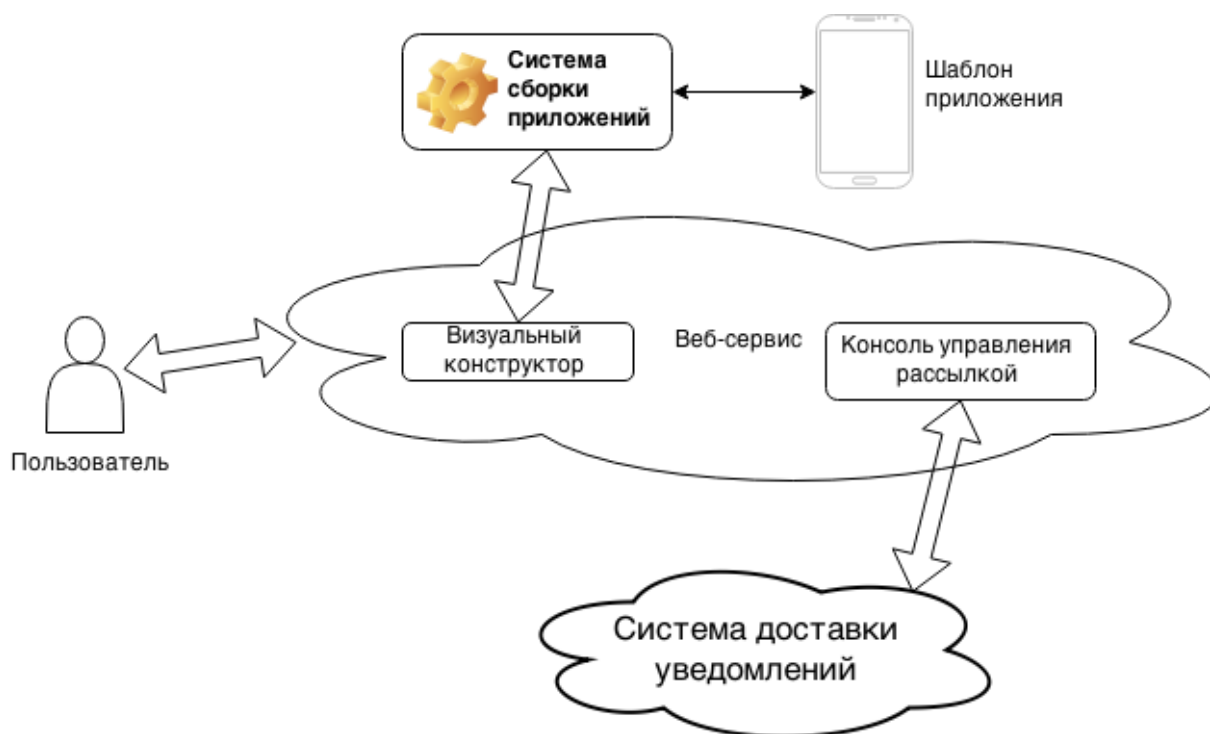 Система
сборки
приложений
Шаблон
приложения
Визуальный
конструктор
Веб-сервис
Консоль управления
рассылкой
Пользователь
Система доставки
уведомлений